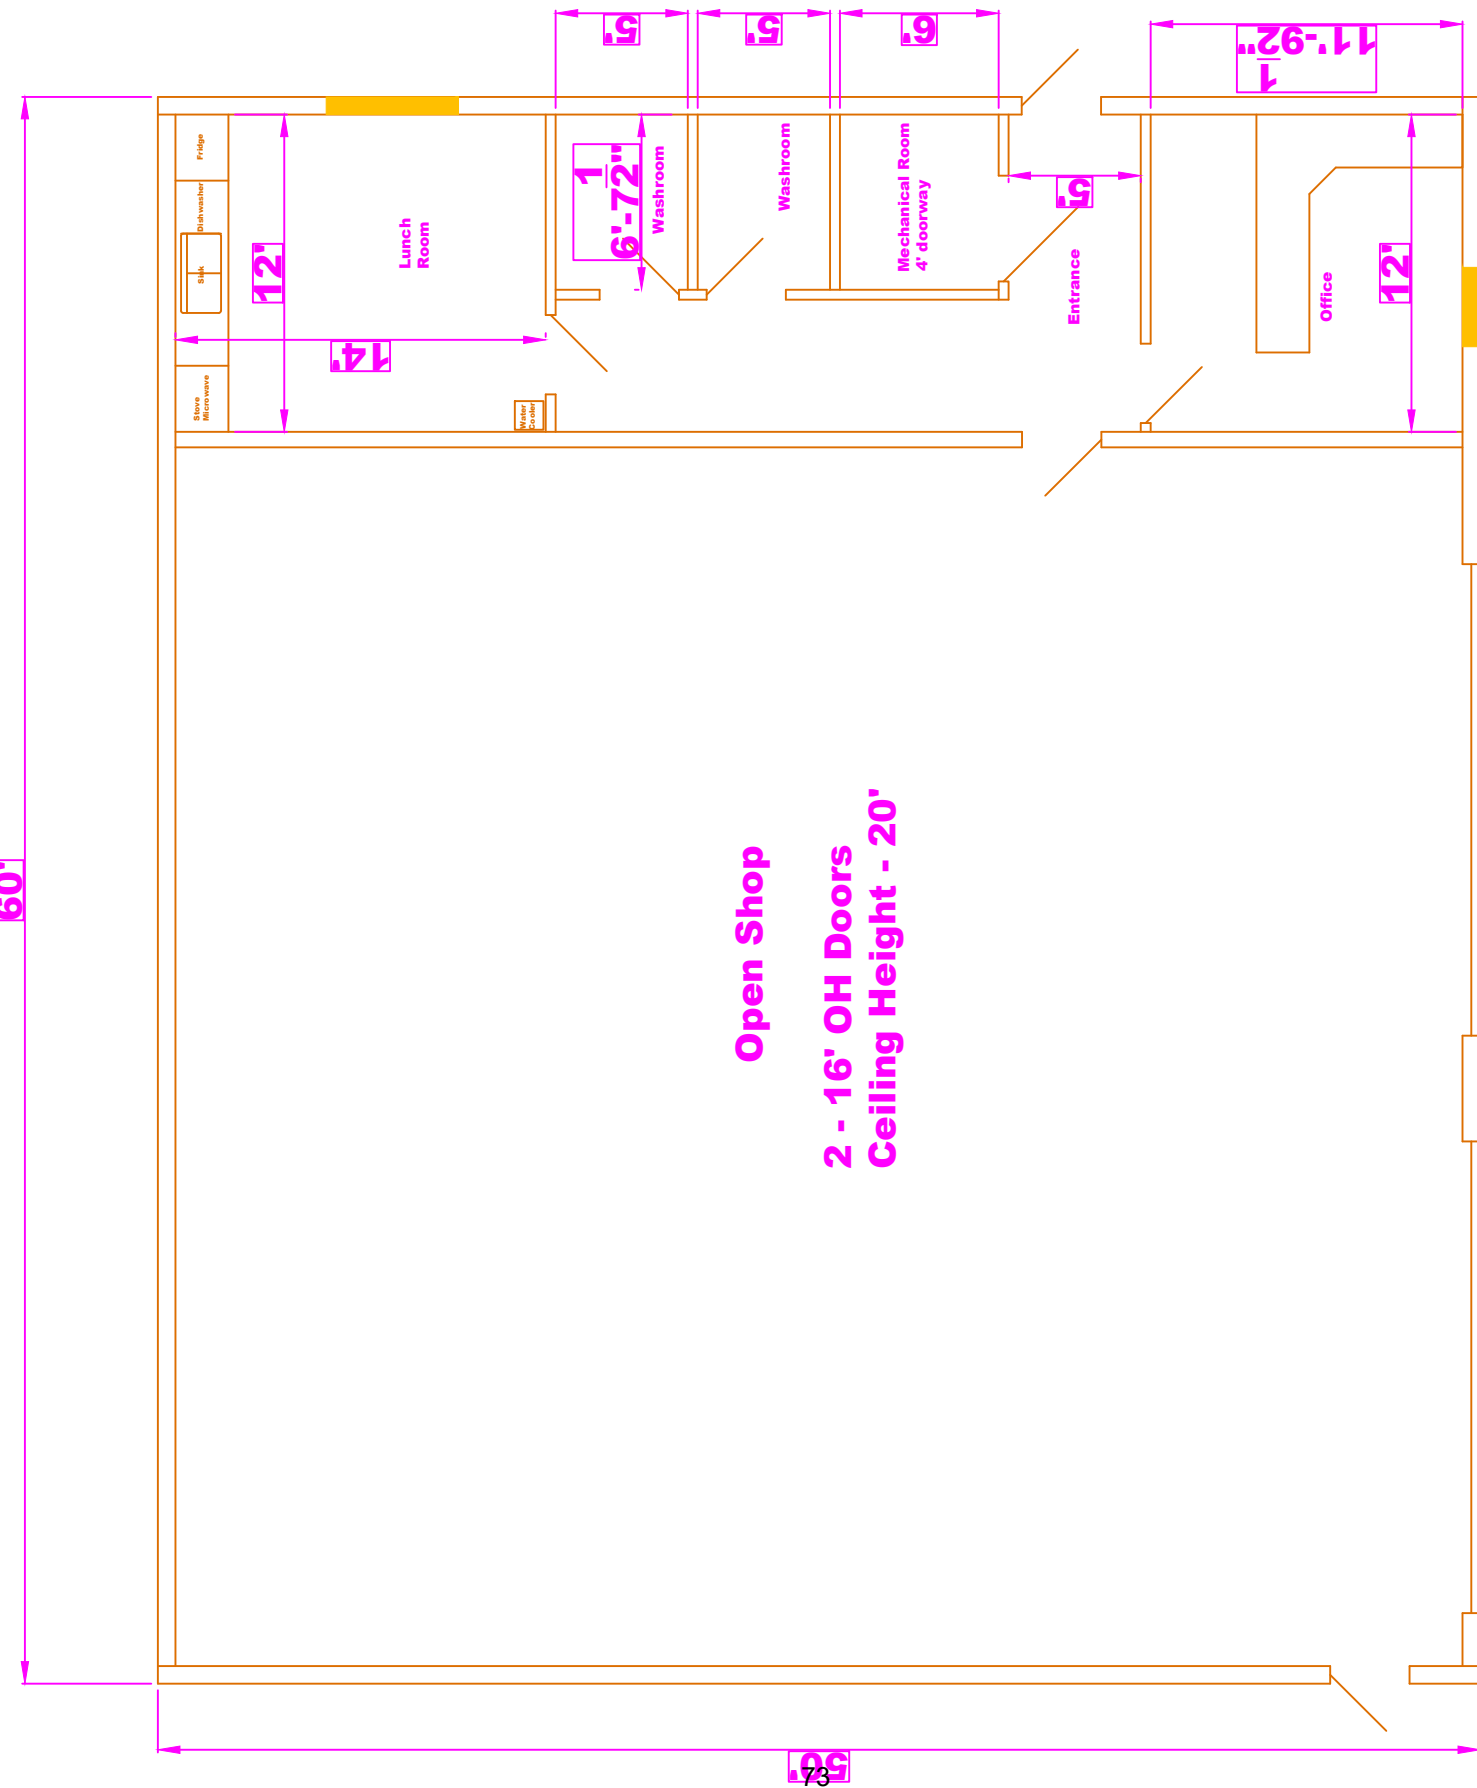 5'
5'
6'
11'-9 1/2"
Fridge
Dishwasher
Sink
Stove
Microwave
12'
14'
Lunch
Room
Water
Cooler
6'-7 1/2"
Washroom
Washroom
Mechanical Room
4' doorway
5'
Entrance
Office
12'
60'
Open Shop
2 - 16' OH Doors
Ceiling Height - 20'
50'
73